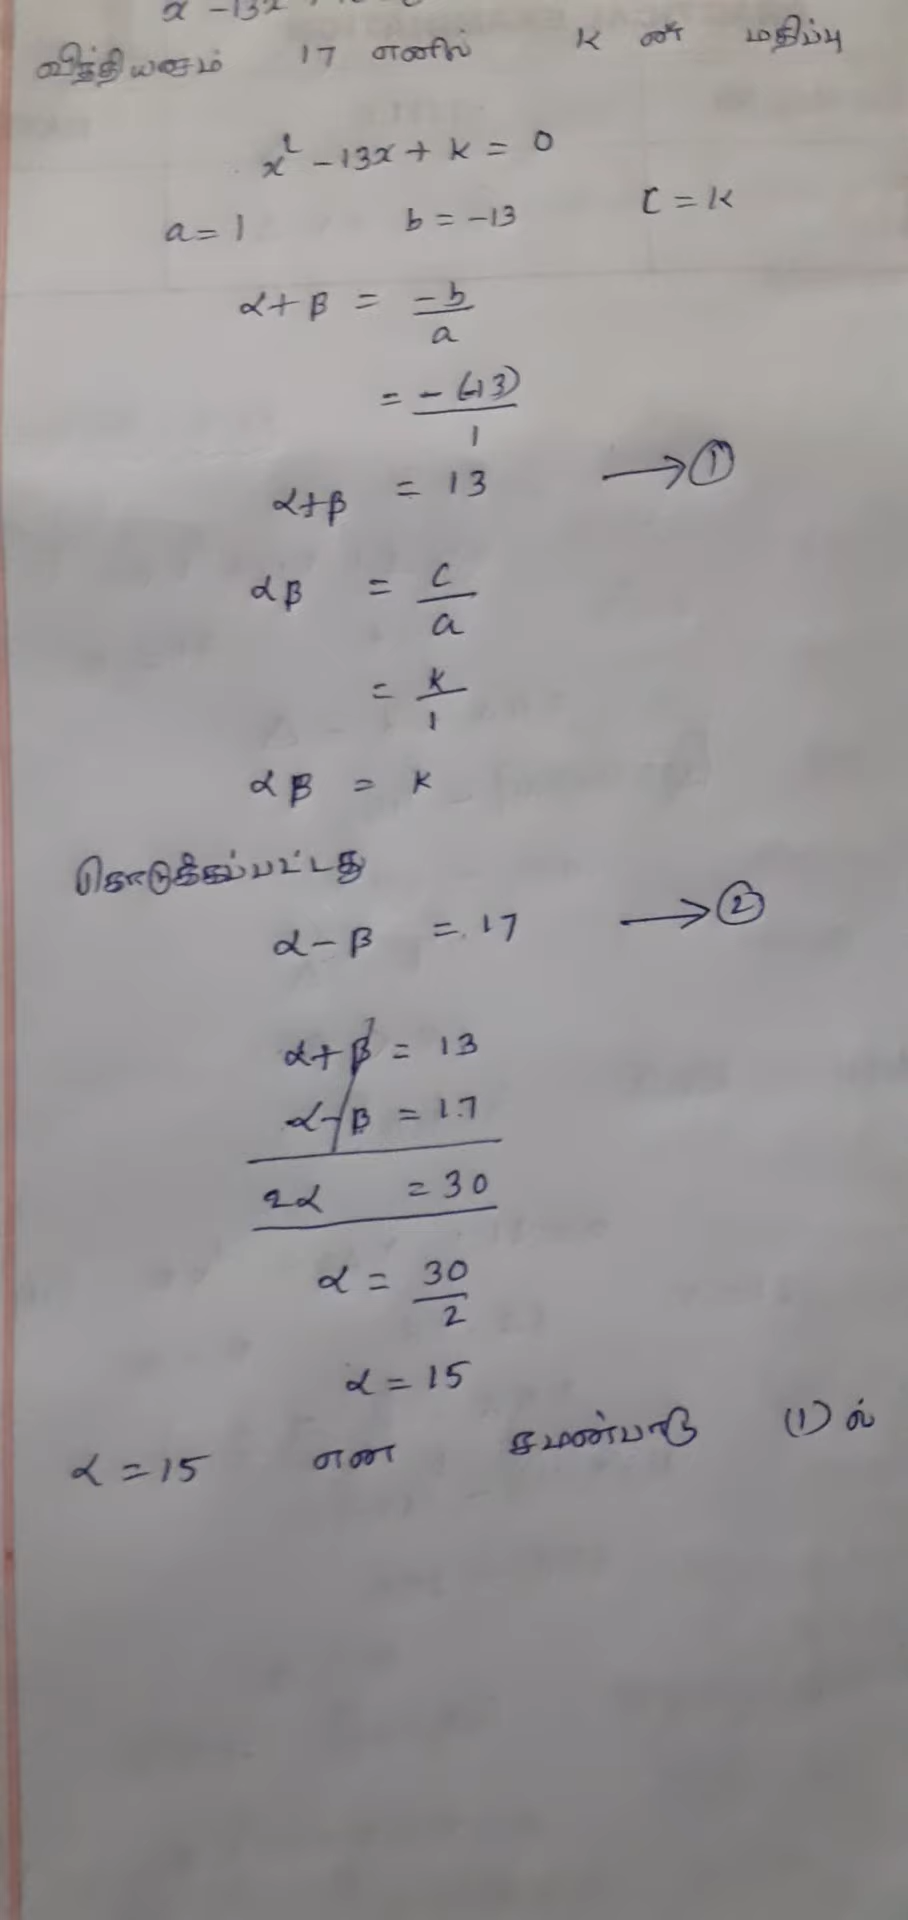 வித்தியாசம் 17 எனில் K ன் மதிப்பு
x² - 13x + k = 0
a = 1 b = -13 C = k
α + β = -b/a
= -(-13)/1
α+β = 13 → ①
αβ = c/a
= k/1
αβ = k
கொடுக்கப்பட்டது
α - β = 17 → ②
α + β = 13
α - β = 17
2α = 30
α = 30/2
α = 15
α = 15 என சமன்பாடு (1) ல்